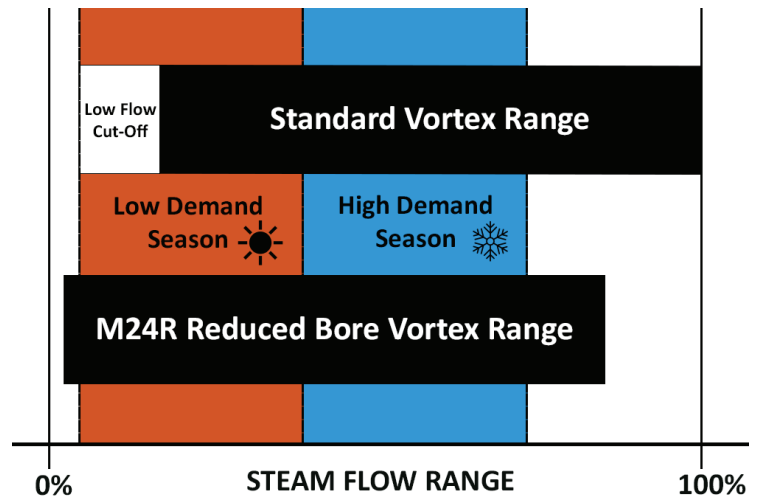 Low Flow
Cut-Off
Standard Vortex Range
Low Demand
Season
High Demand
Season
M24R Reduced Bore Vortex Range
0%
STEAM FLOW RANGE
100%